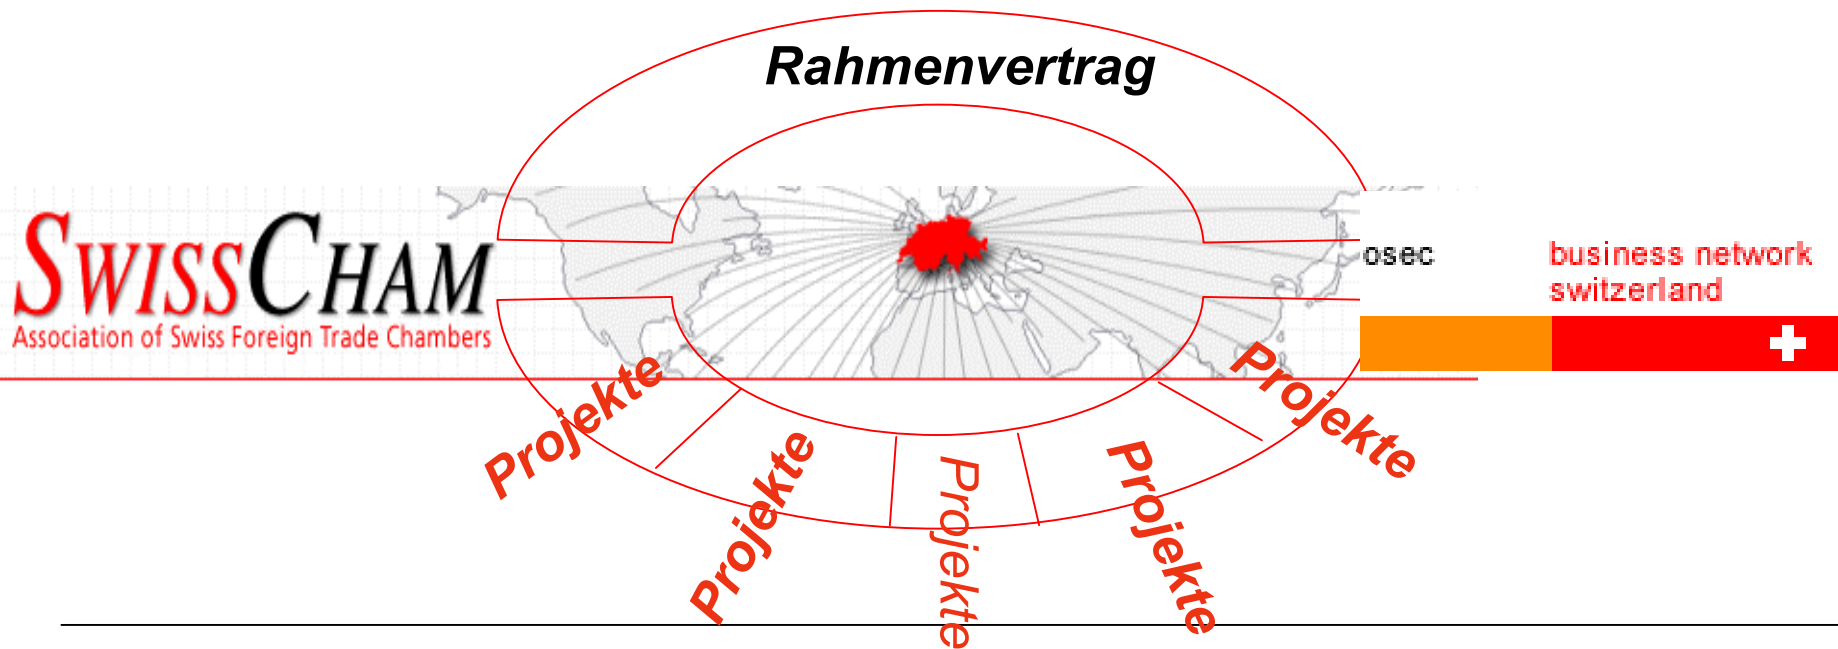 Rahmenvertrag
SWISSCHAM
Association of Swiss Foreign Trade Chambers
osec
business network
switzerland
Projekte
Projekte
Projekte
Projekte
Projekte